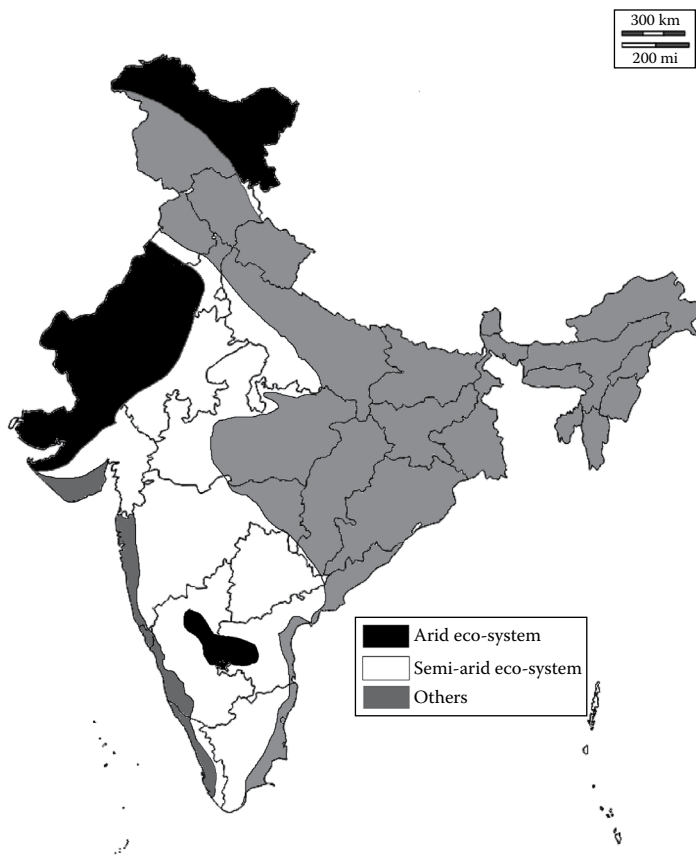 300 km
200 mi
Arid eco-system
Semi-arid eco-system
Others